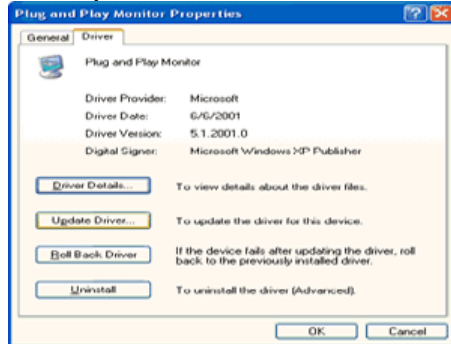 Plug and Play Monitor Properties
General Driver
Plug and Play Monitor
Driver Provider: Microsoft
Driver Date: 6/6/2001
Driver Version: 5.1.2001.0
Digital Signer: Microsoft Windows XP Publisher
Driver Details... To view details about the driver files.
Update Driver... To update the driver for this device.
Roll Back Driver If the device fails after updating the driver, roll
back to the previously installed driver.
Uninstall To uninstall the driver (Advanced).
OK Cancel